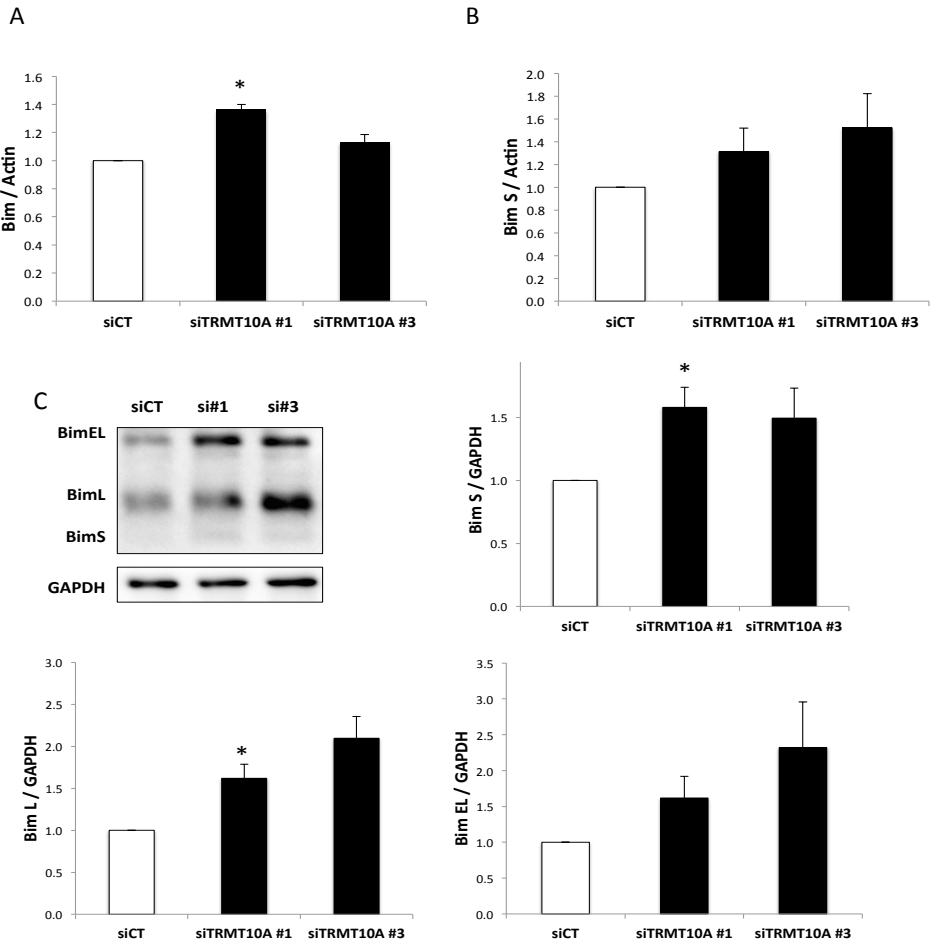 A
Bim / Actin
1.6
1.4
1.2
1.0
0.8
0.6
0.4
0.2
0.0
*
siCT
siTRMT10A #1
siTRMT10A #3
B
Bim S / Actin
2.0
1.8
1.6
1.4
1.2
1.0
0.8
0.6
0.4
0.2
0.0
siCT
siTRMT10A #1
siTRMT10A #3
C
siCT
si#1
si#3
BimEL
BimL
BimS
GAPDH
Bim S / GAPDH
1.5
1.0
0.5
0.0
*
siCT
siTRMT10A #1
siTRMT10A #3
Bim L / GAPDH
3.0
2.5
2.0
1.5
1.0
0.5
0.0
*
siCT
siTRMT10A #1
siTRMT10A #3
Bim EL / GAPDH
3.5
3.0
2.5
2.0
1.5
1.0
0.5
0.0
siCT
siTRMT10A #1
siTRMT10A #3